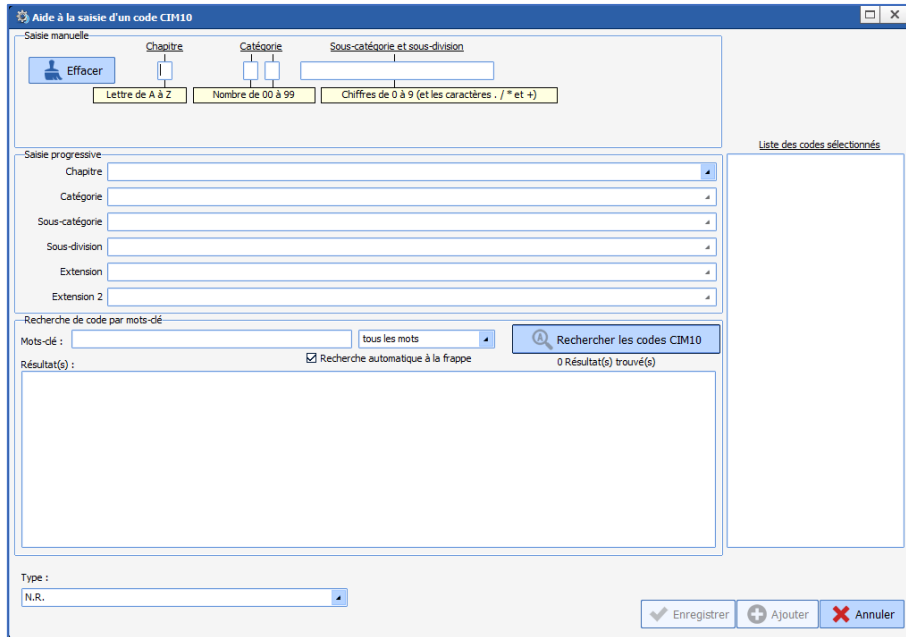 Aide à la saisie d'un code CIM10
Saisie manuelle
Chapitre
Catégorie
Sous-catégorie et sous-division
Effacer
Lettre de A à Z
Nombre de 00 à 99
Chiffres de 0 à 9 (et les caractères . / * et +)
Liste des codes sélectionnés
Saisie progressive
Chapitre
Catégorie
Sous-catégorie
Sous-division
Extension
Extension 2
Recherche de code par mots-clé
Mots-clé :
tous les mots
Rechercher les codes CIM10
Recherche automatique à la frappe
0 Résultat(s) trouvé(s)
Résultat(s) :
Type :
N.R.
Enregistrer
Ajouter
Annuler